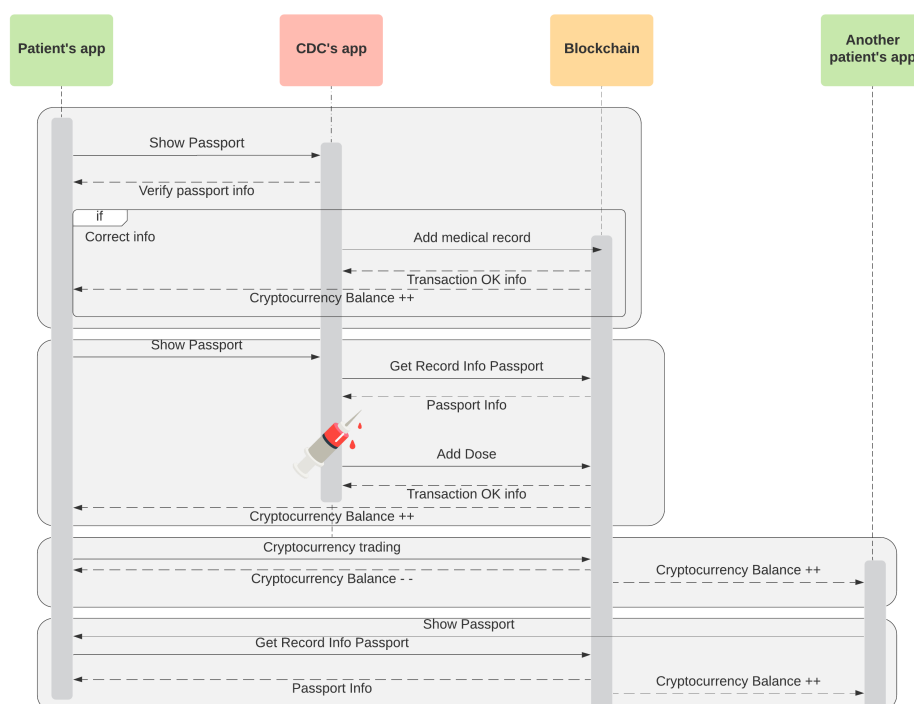 Patient's app
CDC's app
Blockchain
Another
patient's app
Show Passport
Verify passport info
if
Correct info
Add medical record
Transaction OK info
Cryptocurrency Balance ++
Show Passport
Get Record Info Passport
Passport Info
Add Dose
Transaction OK info
Cryptocurrency Balance ++
Cryptocurrency trading
Cryptocurrency Balance - -
Cryptocurrency Balance ++
Show Passport
Get Record Info Passport
Passport Info
Cryptocurrency Balance ++